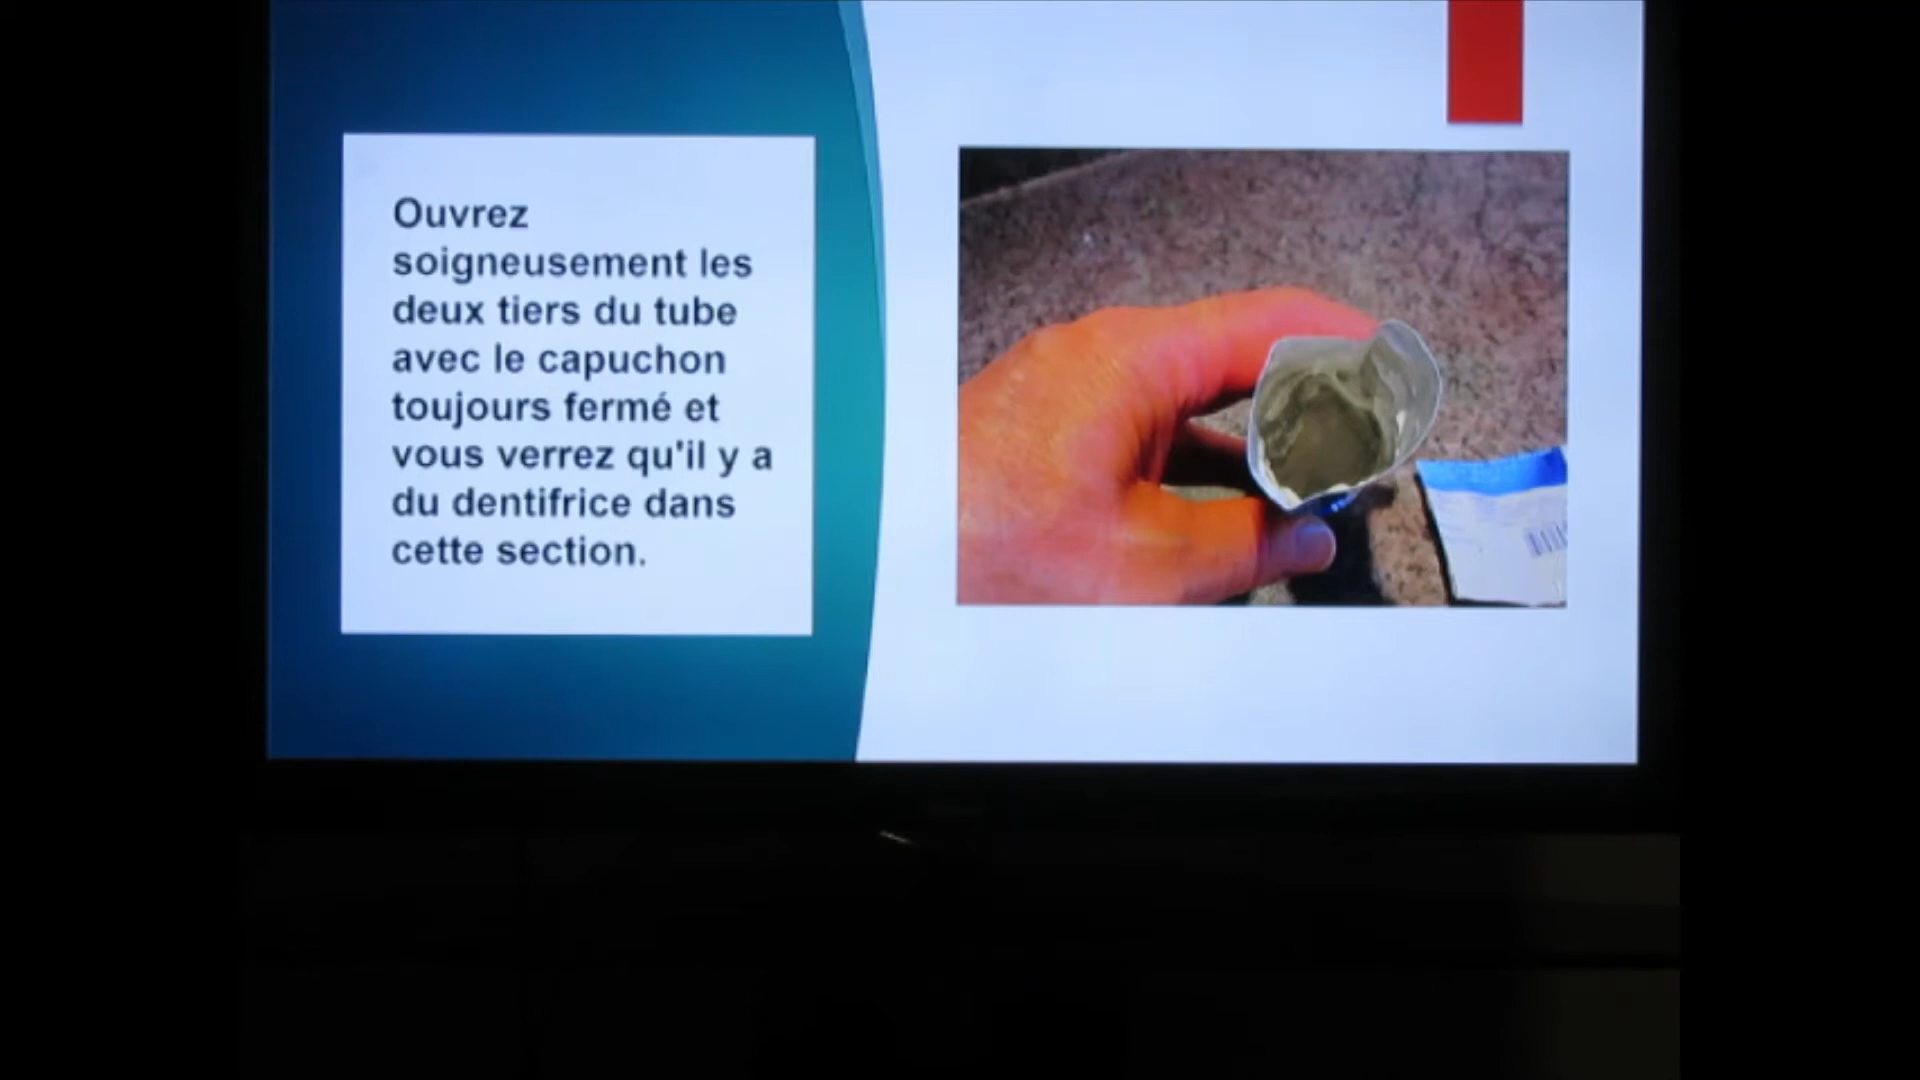 Ouvrez
soigneusement les
deux tiers du tube
avec le capuchon
toujours fermé et
vous verrez qu'il y a
du dentifrice dans
cette section.